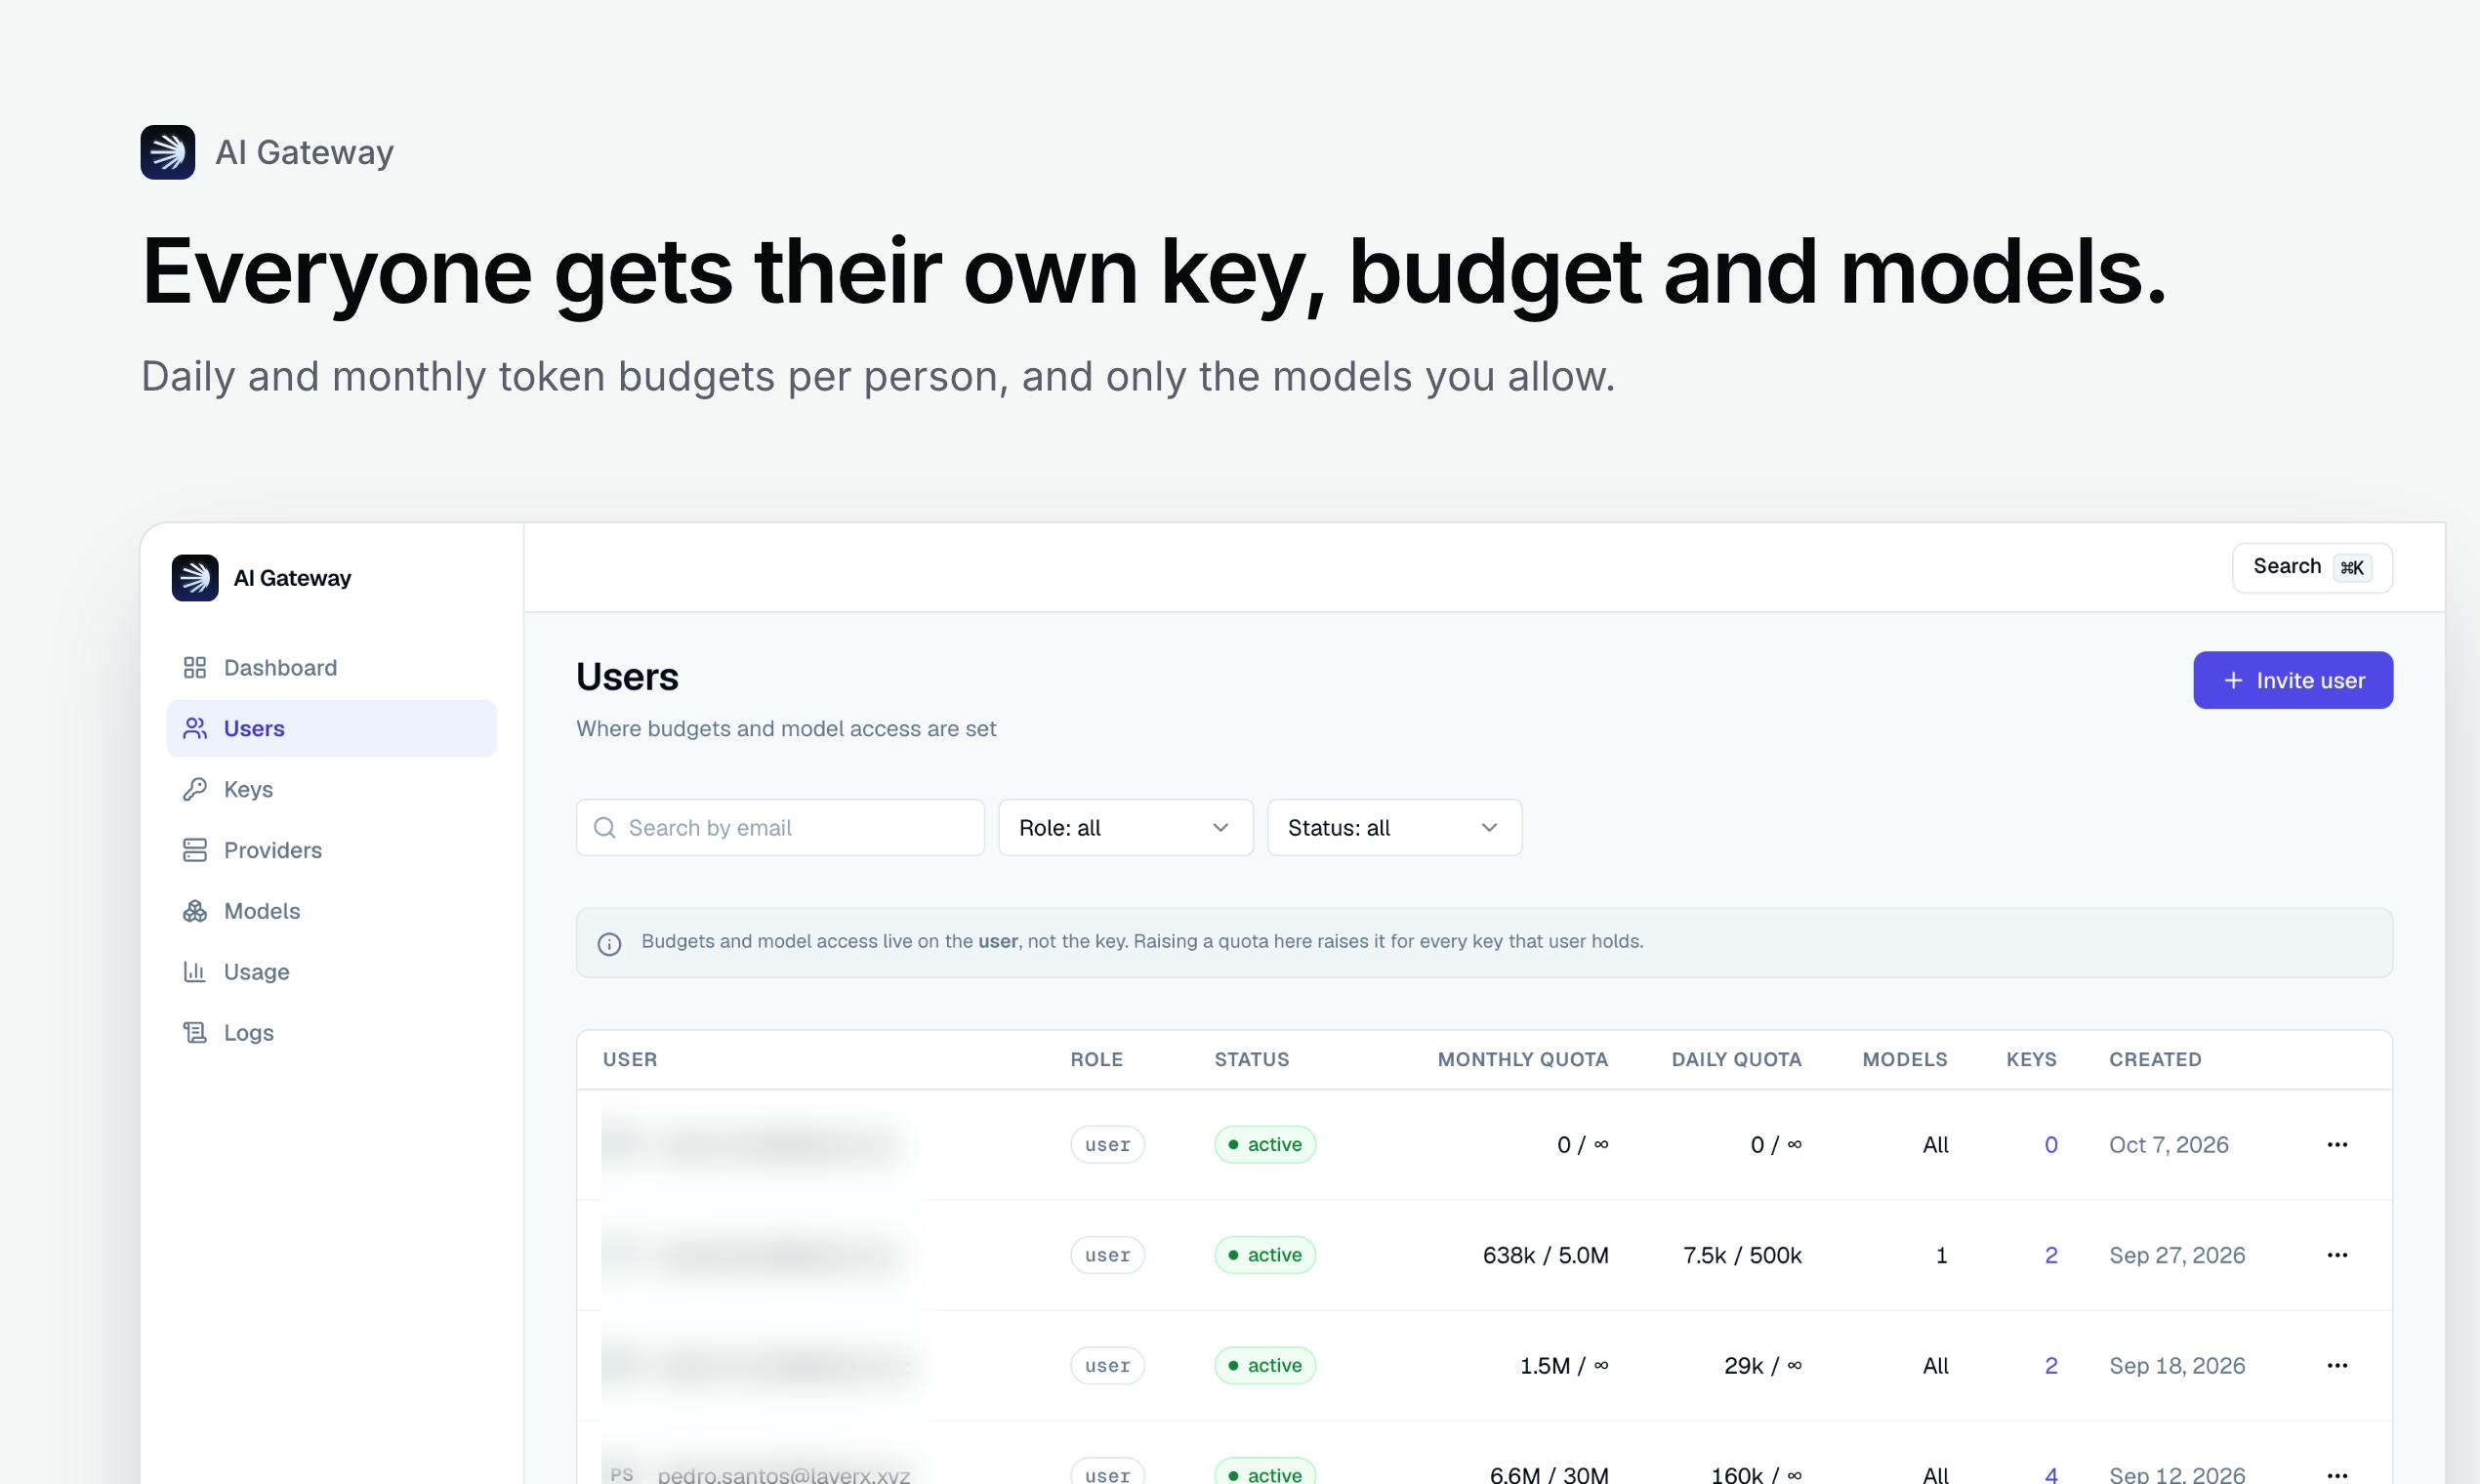 AI Gateway
Everyone gets their own key, budget and models.
Daily and monthly token budgets per person, and only the models you allow.
AI Gateway
Search ⌘K
Dashboard
Users
Keys
Providers
Models
Usage
Logs
Users
Where budgets and model access are set
+ Invite user
Search by email
Role: all
Status: all
Budgets and model access live on the user, not the key. Raising a quota here raises it for every key that user holds.
USER ROLE STATUS MONTHLY QUOTA DAILY QUOTA MODELS KEYS CREATED
user active 0 / ∞ 0 / ∞ All 0 Oct 7, 2026 ···
user active 638k / 5.0M 7.5k / 500k 1 2 Sep 27, 2026 ···
user active 1.5M / ∞ 29k / ∞ All 2 Sep 18, 2026 ···
PS pedro.santos@layerx.xyz user active 6.6M / 30M 160k / ∞ All 4 Sep 12, 2026 ···